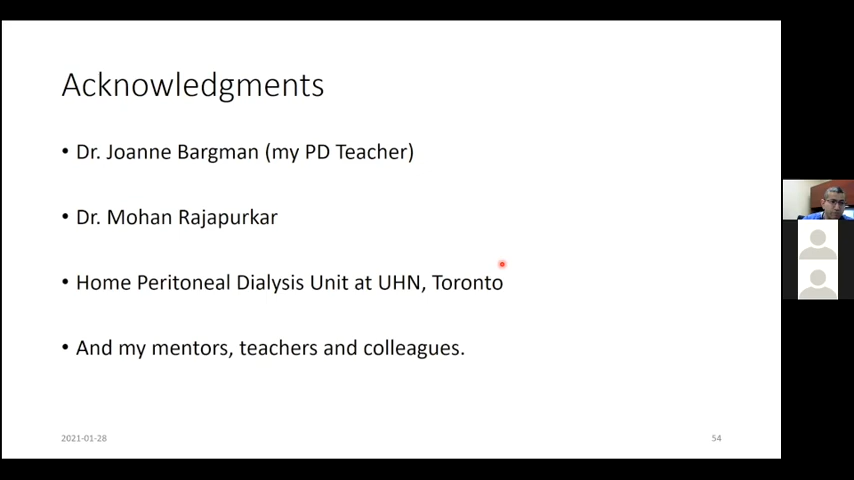 Acknowledgments
• Dr. Joanne Bargman (my PD Teacher)
• Dr. Mohan Rajapurkar
• Home Peritoneal Dialysis Unit at UHN, Toronto
• And my mentors, teachers and colleagues.
2021-01-28
54